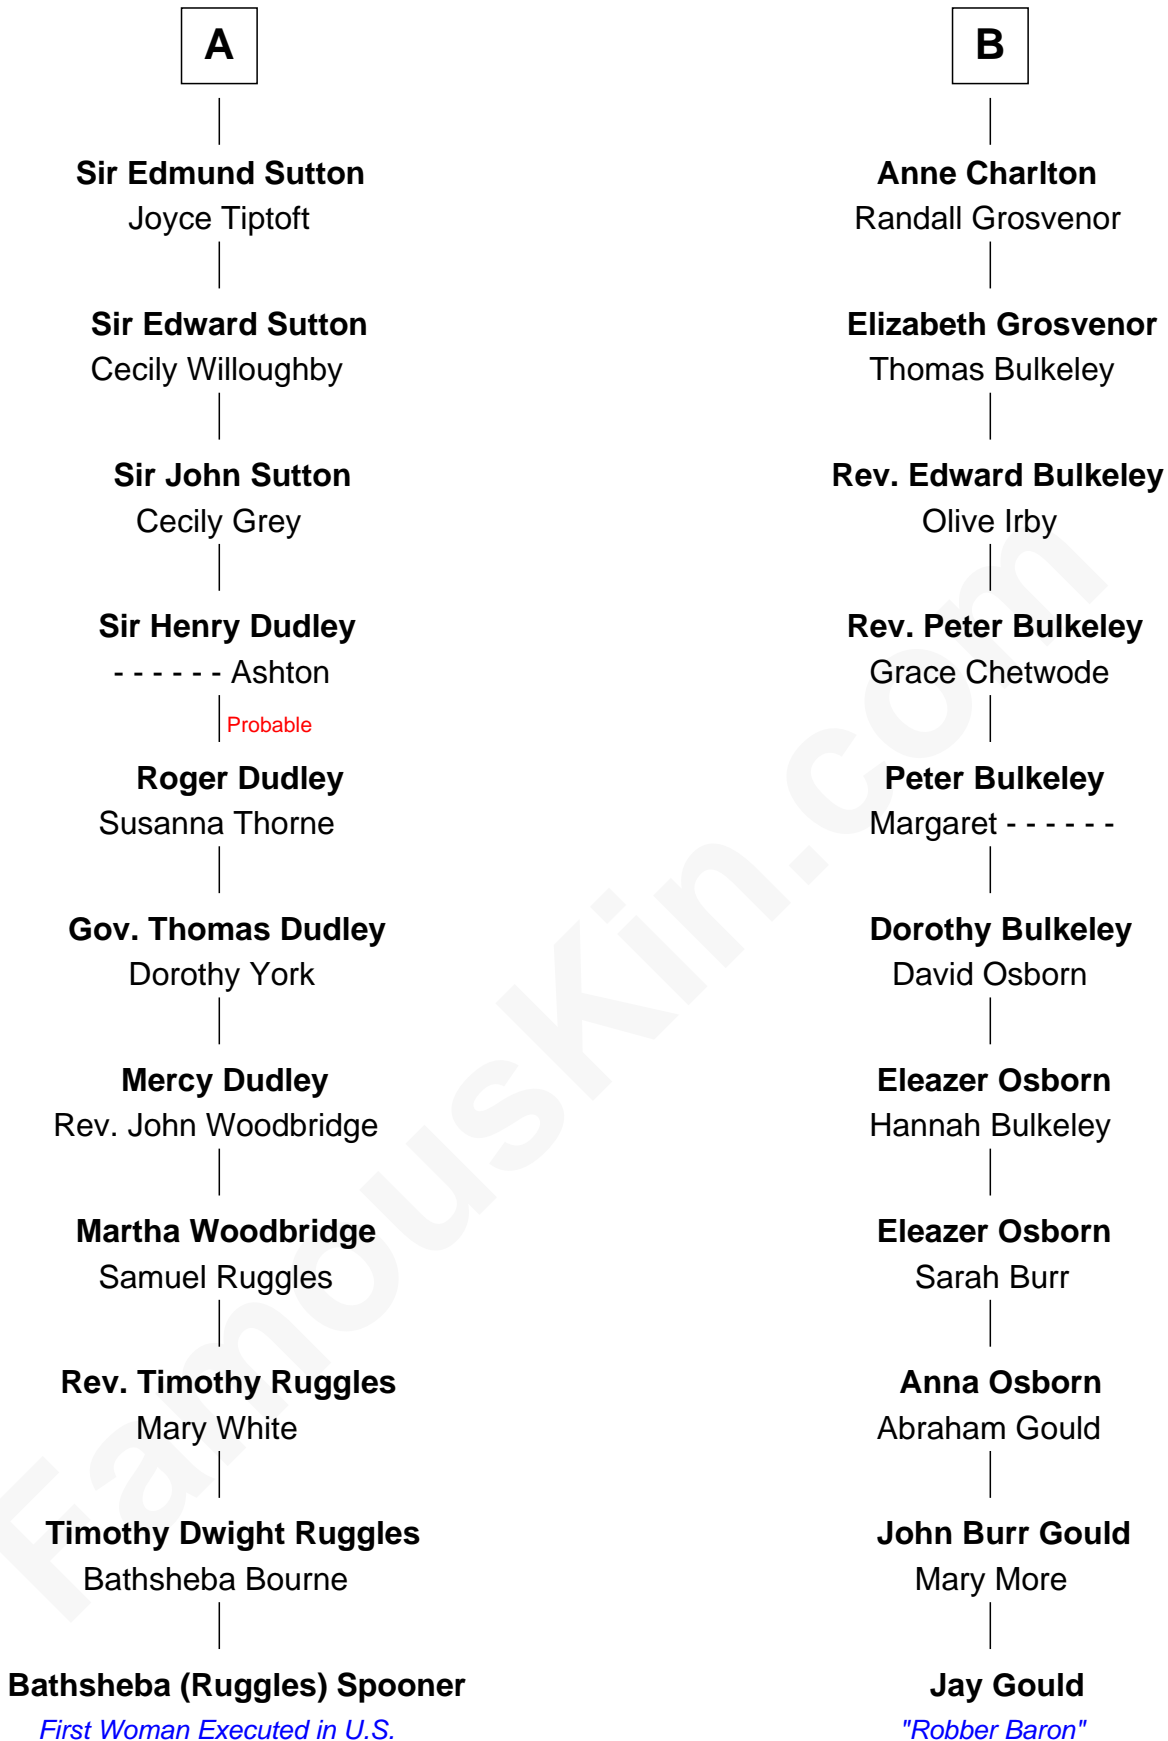 A
Sir Edmund Sutton
Joyce Tiptoft
Sir Edward Sutton
Cecily Willoughby
Sir John Sutton
Cecily Grey
Sir Henry Dudley
- - - - - - Ashton
Probable
Roger Dudley
Susanna Thorne
Gov. Thomas Dudley
Dorothy York
Mercy Dudley
Rev. John Woodbridge
Martha Woodbridge
Samuel Ruggles
Rev. Timothy Ruggles
Mary White
Timothy Dwight Ruggles
Bathsheba Bourne
Bathsheba (Ruggles) Spooner
First Woman Executed in U.S.
B
Anne Charlton
Randall Grosvenor
Elizabeth Grosvenor
Thomas Bulkeley
Rev. Edward Bulkeley
Olive Irby
Rev. Peter Bulkeley
Grace Chetwode
Peter Bulkeley
Margaret - - - - - -
Dorothy Bulkeley
David Osborn
Eleazer Osborn
Hannah Bulkeley
Eleazer Osborn
Sarah Burr
Anna Osborn
Abraham Gould
John Burr Gould
Mary More
Jay Gould
"Robber Baron"
FamousKin.com